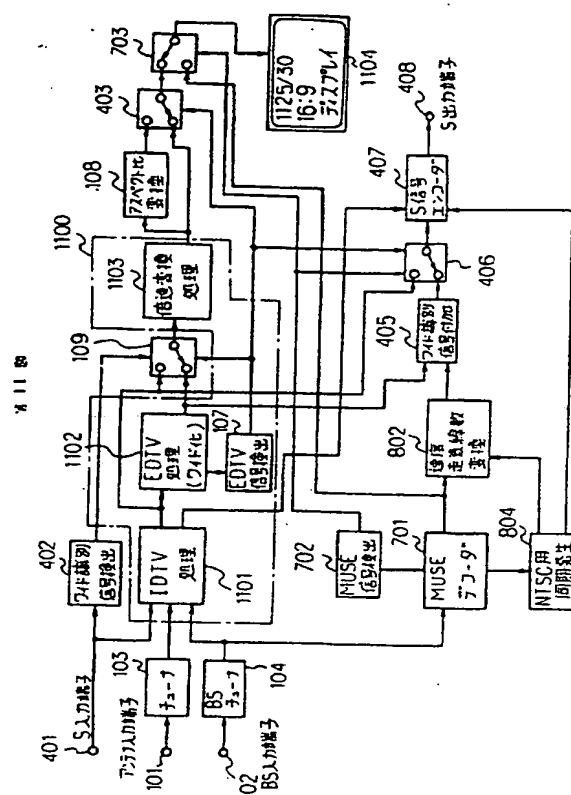 第11図
401
S入力端子
402
ワイド識別
信号検出
アンテナ入力端子
101
103
チューナ
02
BS入力端子
104
BS
チューナ
1101
IDTV
処理
1102
EDTV
処理
(ワイド化)
107
EDTV
信号検出
109
1100
1103
倍速変換
処理
108
アスペクト比
変換
403
703
1125/30
16:9
ディスプレイ
1104
702
MUSE
信号検出
701
MUSE
デコーダー
802
速度
走査線数
変換
804
NTSC用
同期発生
405
ワイド識別
信号付加
406
407
S信号
エンコーダー
408
S出力端子